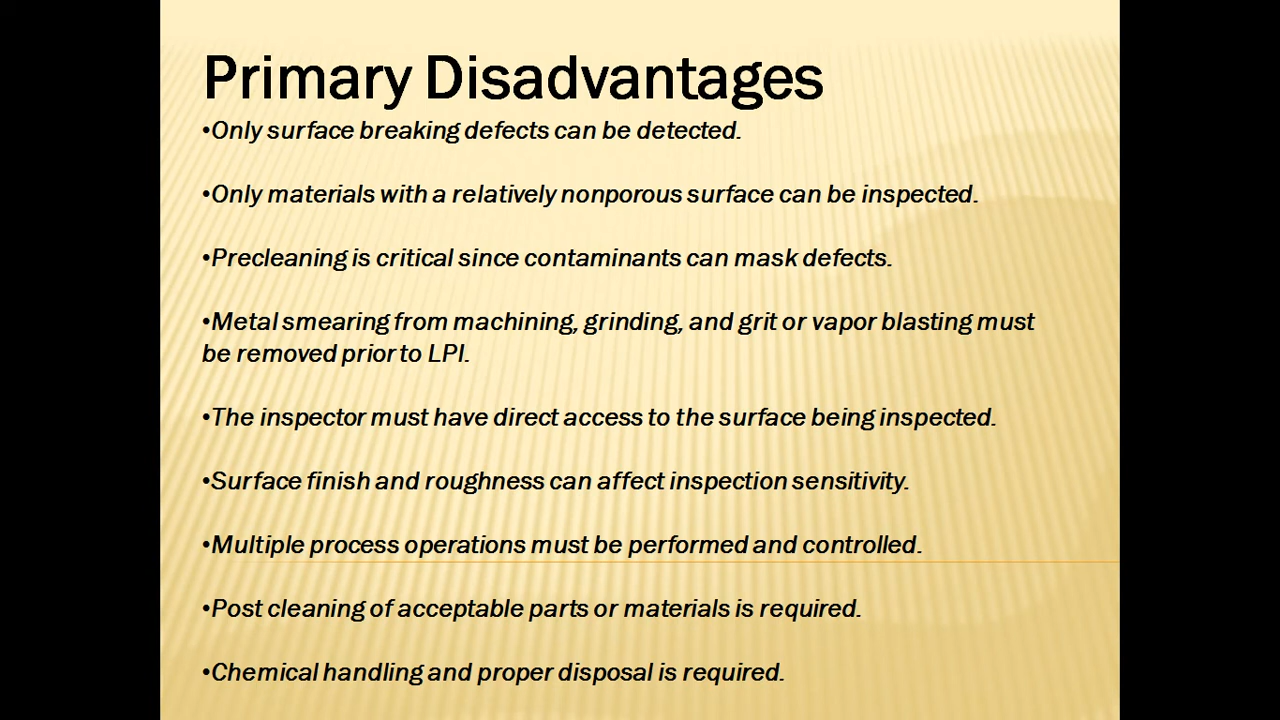 Primary Disadvantages
•Only surface breaking defects can be detected.
•Only materials with a relatively nonporous surface can be inspected.
•Precleaning is critical since contaminants can mask defects.
•Metal smearing from machining, grinding, and grit or vapor blasting must
be removed prior to LPI.
•The inspector must have direct access to the surface being inspected.
•Surface finish and roughness can affect inspection sensitivity.
•Multiple process operations must be performed and controlled.
•Post cleaning of acceptable parts or materials is required.
•Chemical handling and proper disposal is required.